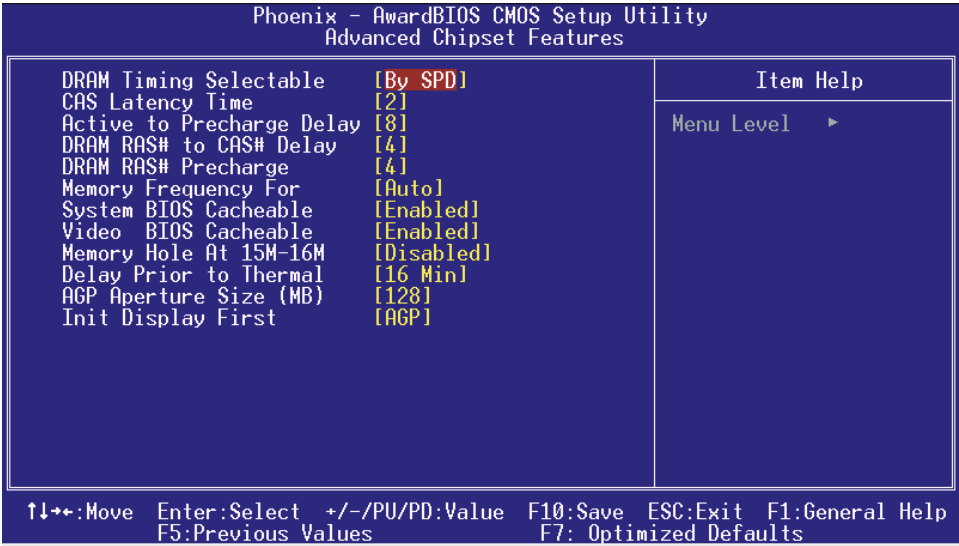 Phoenix - AwardBIOS CMOS Setup Utility
Advanced Chipset Features
DRAM Timing Selectable [By SPD]
CAS Latency Time [2]
Active to Precharge Delay [8]
DRAM RAS# to CAS# Delay [4]
DRAM RAS# Precharge [4]
Memory Frequency For [Auto]
System BIOS Cacheable [Enabled]
Video BIOS Cacheable [Enabled]
Memory Hole At 15M-16M [Disabled]
Delay Prior to Thermal [16 Min]
AGP Aperture Size (MB) [128]
Init Display First [AGP]
Item Help
Menu Level ►
↑↓→←:Move Enter:Select +/-/PU/PD:Value F10:Save ESC:Exit F1:General Help
F5:Previous Values F7: Optimized Defaults